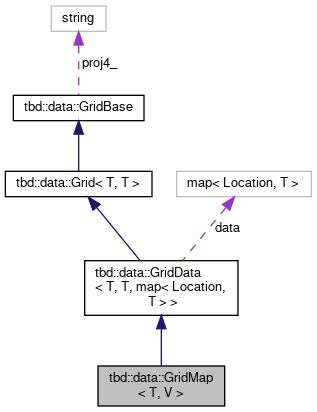 string
proj4_
tbd::data::GridBase
tbd::data::Grid< T, T >
map< Location, T >
data
tbd::data::GridData
< T, T, map< Location,
T > >
tbd::data::GridMap
< T, V >